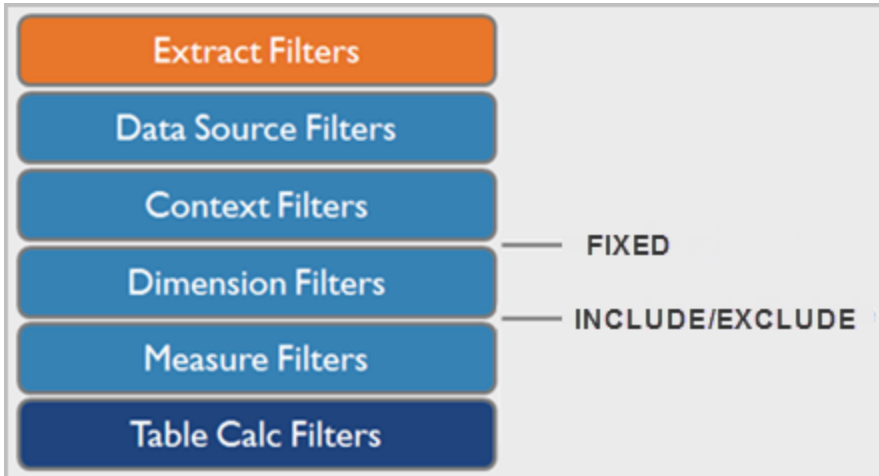 Extract Filters
Data Source Filters
Context Filters
FIXED
Dimension Filters
INCLUDE/EXCLUDE
Measure Filters
Table Calc Filters